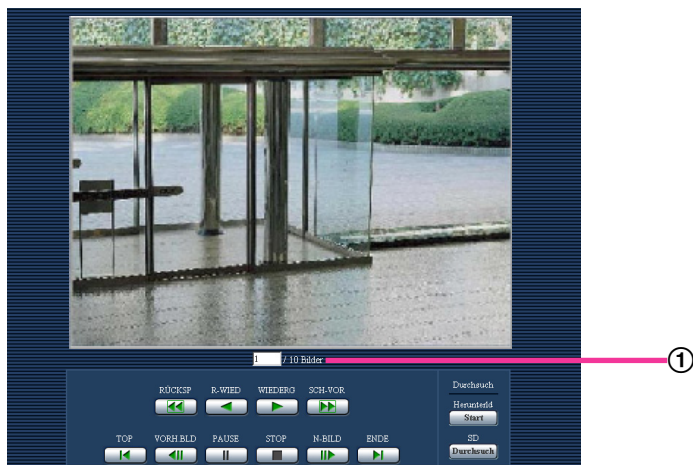 1 / 10 Bilder
①
RÜCKSP R-WIED WIEDERG SCH-VOR
TOP VORH.BLD PAUSE STOP N-BILD ENDE
Durchsuch
Herunterld
Start
SD
Durchsuch